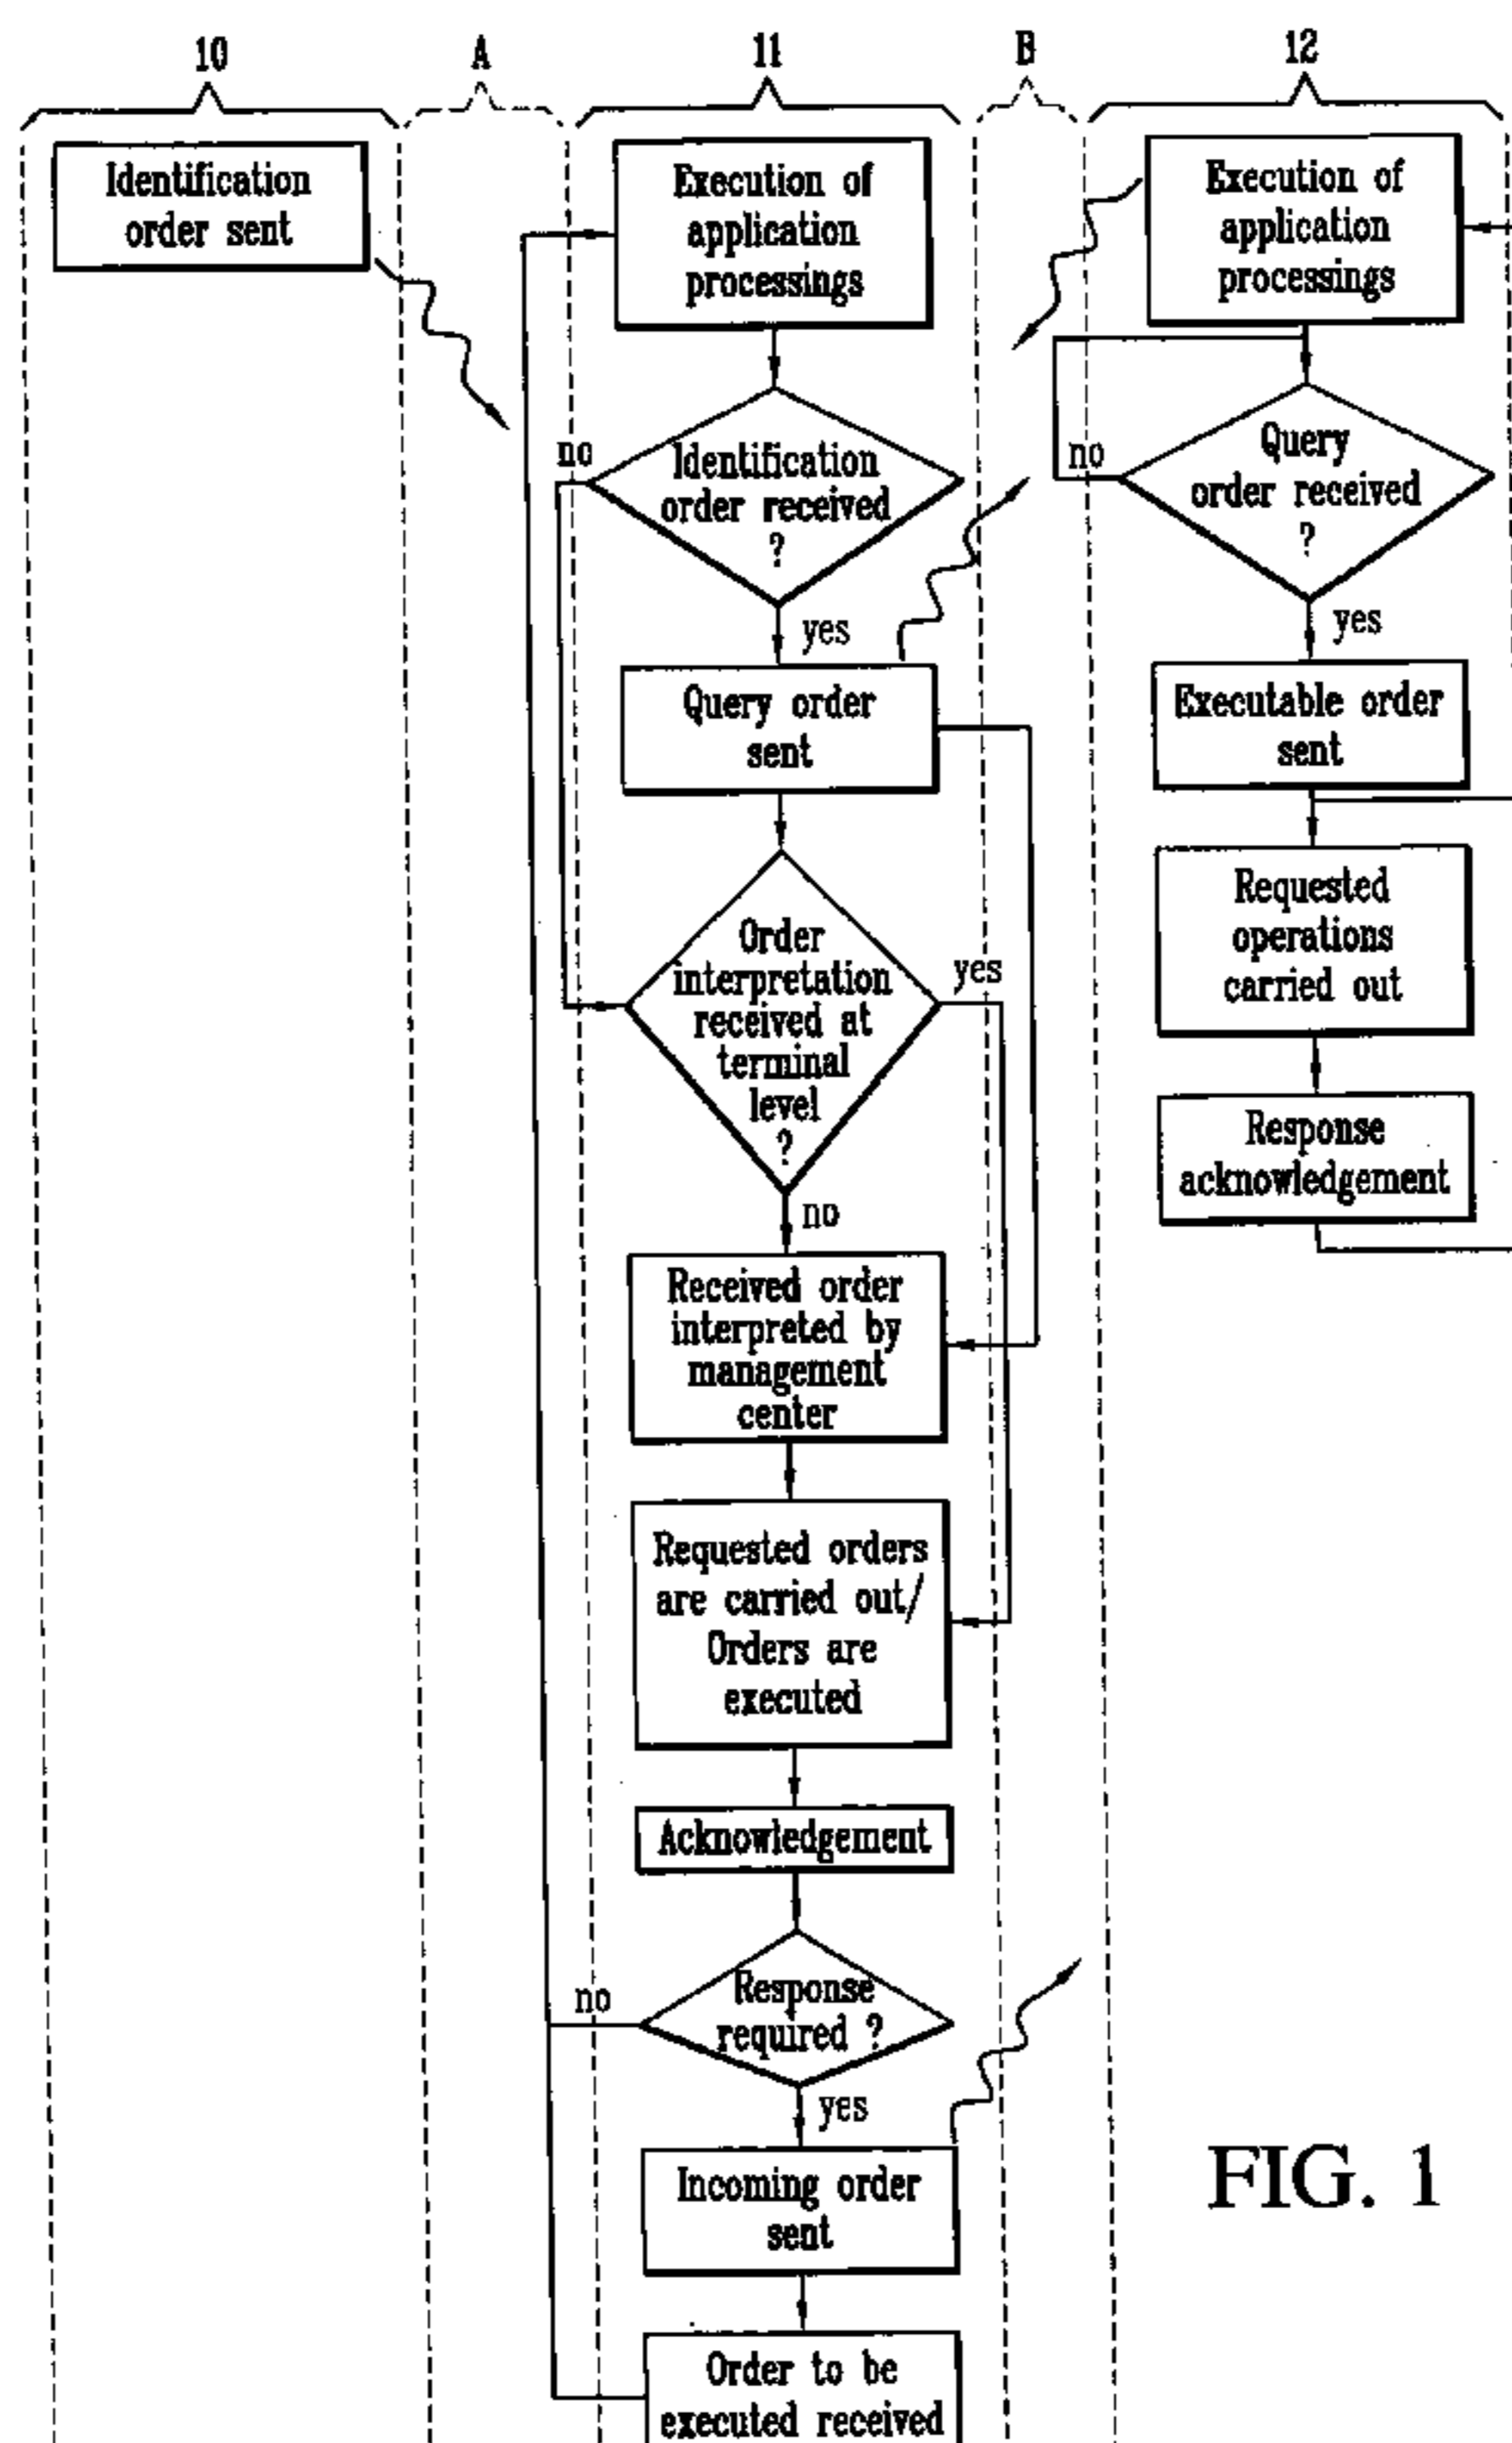 10
A
11
B
12
Identification
order sent
Execution of
application
processings
no
Identification
order received
?
yes
Query order
sent
Order
interpretation
received at
terminal
level
?
yes
no
Received order
interpreted by
management
center
Requested orders
are carried out/
Orders are
executed
Acknowledgement
Response
required ?
no
yes
Incoming order
sent
Order to be
executed received
Execution of
application
processings
no
Query
order received
?
yes
Executable order
sent
Requested
operations
carried out
Response
acknowledgement
FIG. 1